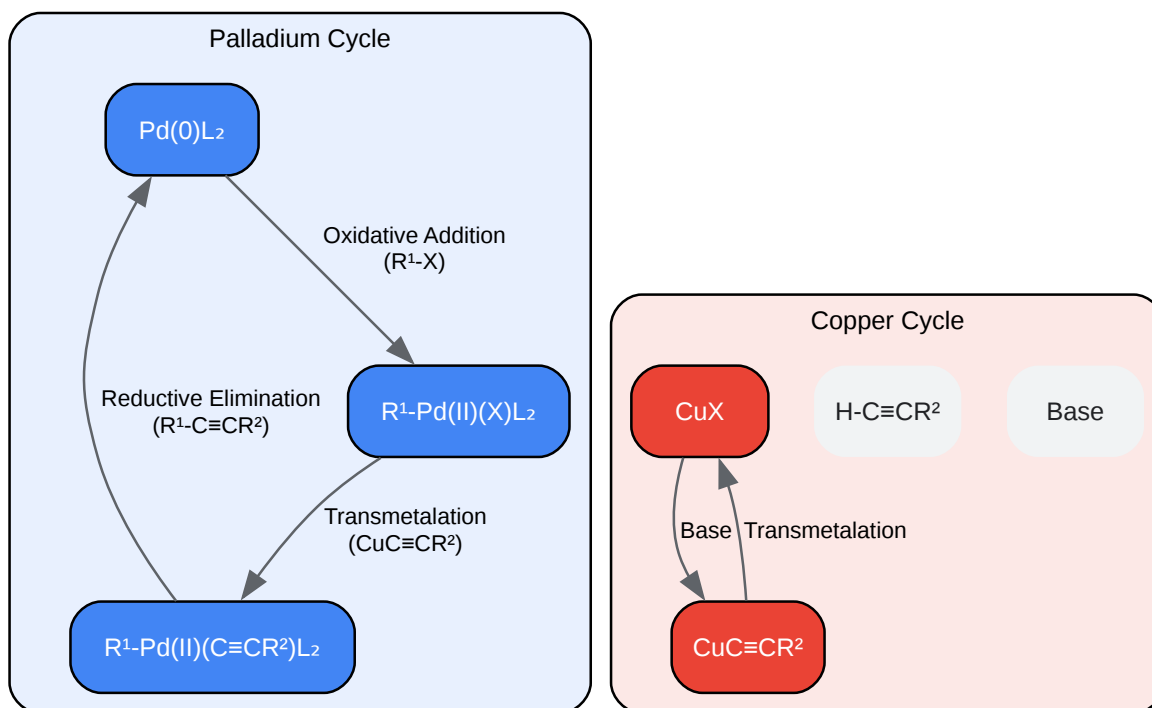 Palladium Cycle
Pd(0)L₂
Oxidative Addition
(R¹-X)
Reductive Elimination
(R¹-C≡CR²)
R¹-Pd(II)(X)L₂
Transmetalation
(CuC≡CR²)
R¹-Pd(II)(C≡CR²)L₂
Copper Cycle
CuX
H-C≡CR²
Base
Base
Transmetalation
CuC≡CR²